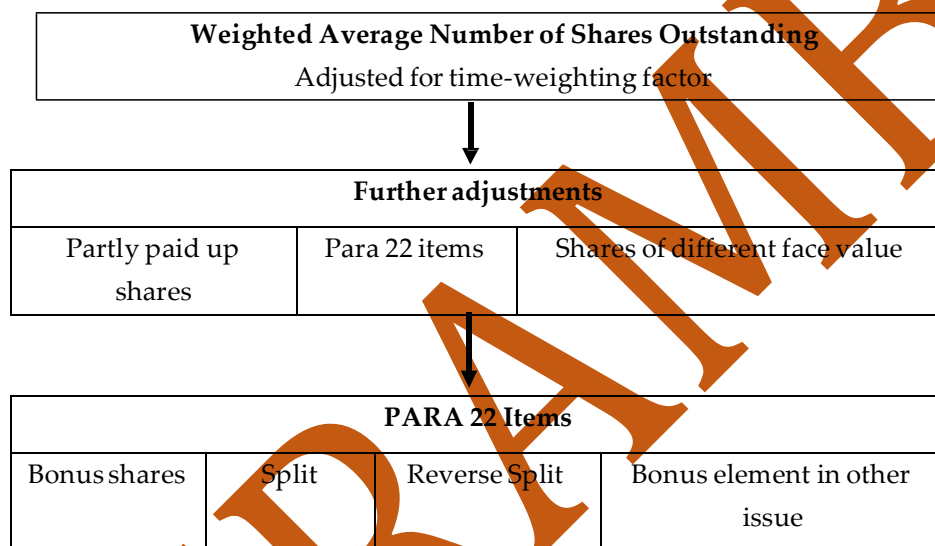 Weighted Average Number of Shares Outstanding
Adjusted for time-weighting factor
Further adjustments
Partly paid up shares
Para 22 items
Shares of different face value
PARA 22 Items
Bonus shares
Split
Reverse Split
Bonus element in other issue